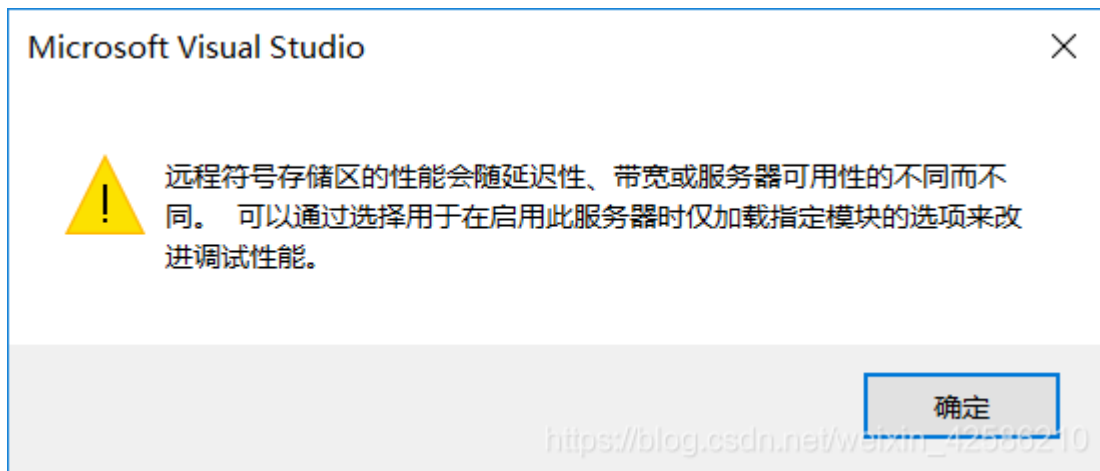 Microsoft Visual Studio
远程符号存储区的性能会随延迟性、带宽或服务器可用性的不同而不
同。 可以通过选择用于在启用此服务器时仅加载指定模块的选项来改
进调试性能。
确定
https://blog.csdn.net/weixin_42586210